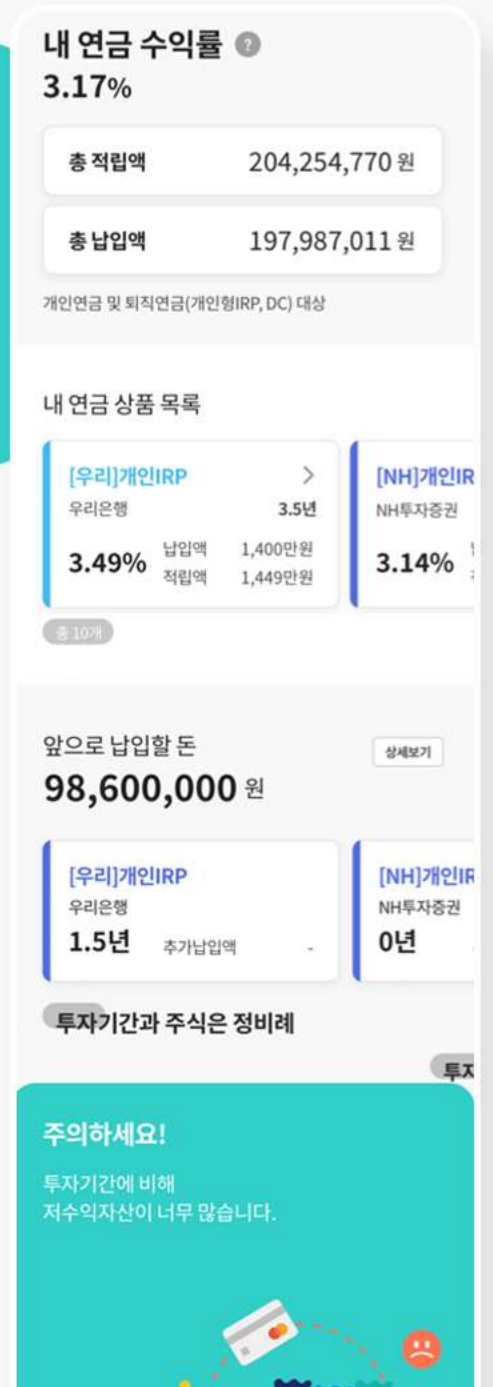 내 연금 수익률 ?
3.17%
총 적립액 204,254,770 원
총 납입액 197,987,011 원
개인연금 및 퇴직연금(개인형IRP, DC) 대상
내 연금 상품 목록
[우리]개인IRP >
우리은행 3.5년
3.49% 납입액 1,400만원
적립액 1,449만원
[NH]개인IR
NH투자증권
3.14%
총 10개
앞으로 납입할 돈
98,600,000 원
상세보기
[우리]개인IRP
우리은행
1.5년 추가납입액 -
[NH]개인IR
NH투자증권
0년
투자기간과 주식은 정비례
투자
주의하세요!
투자기간에 비해
저수익자산이 너무 많습니다.